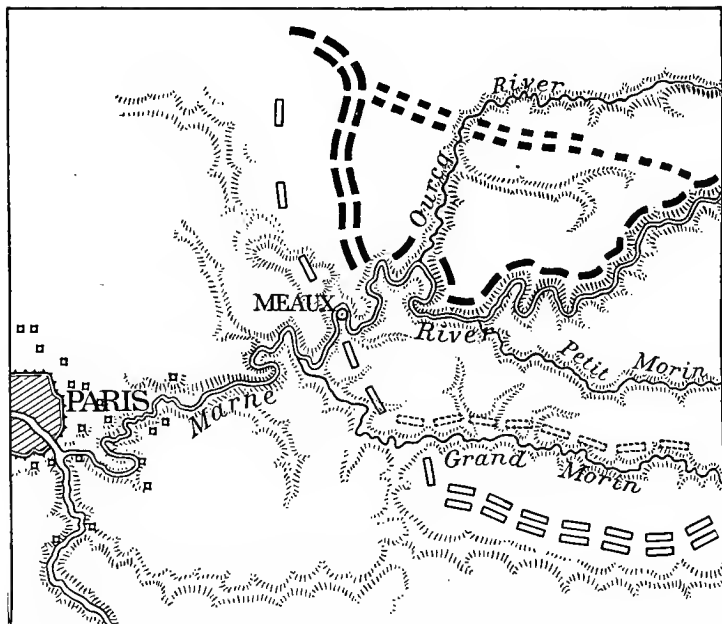 River
Ourcq
MEAUX
River
Petit Morin
PARIS
Marne
Grand Morin